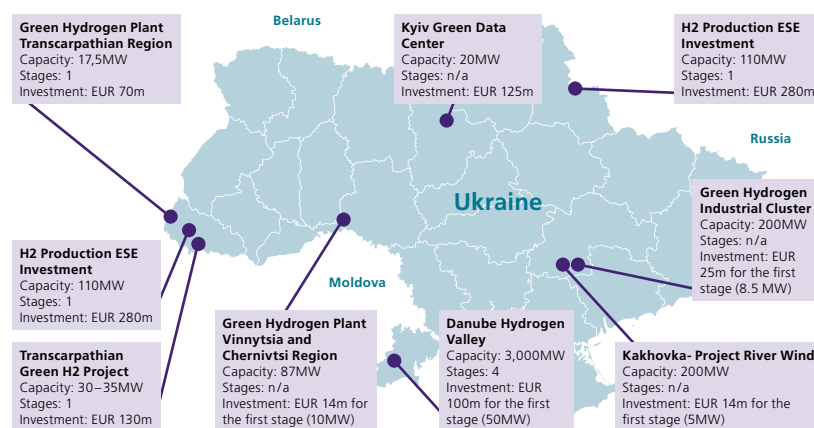 Belarus
Green Hydrogen Plant
Transcarpathian Region
Capacity: 17,5MW
Stages: 1
Investment: EUR 70m
Kyiv Green Data
Center
Capacity: 20MW
Stages: n/a
Investment: EUR 125m
H2 Production ESE
Investment
Capacity: 110MW
Stages: 1
Investment: EUR 280m
Russia
Ukraine
Green Hydrogen
Industrial Cluster
Capacity: 200MW
Stages: n/a
Investment: EUR
25m for the first
stage (8.5 MW)
H2 Production ESE
Investment
Capacity: 110MW
Stages: 1
Investment: EUR 280m
Moldova
Transcarpathian
Green H2 Project
Capacity: 30–35MW
Stages: 1
Investment: EUR 130m
Green Hydrogen Plant
Vinnytsia and
Chernivtsi Region
Capacity: 87MW
Stages: n/a
Investment: EUR 14m for
the first stage (10MW)
Danube Hydrogen
Valley
Capacity: 3,000MW
Stages: 4
Investment: EUR
100m for the first
stage (50MW)
Kakhovka- Project River Wind
Capacity: 200MW
Stages: n/a
Investment: EUR 14m for the
first stage (5MW)